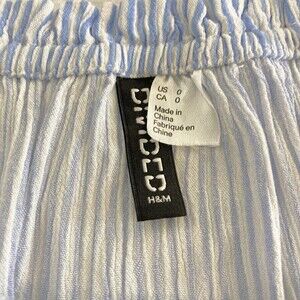 DIVIDED
H&M
US 0
CA 0
Made in
China
Fabriqué en
Chine